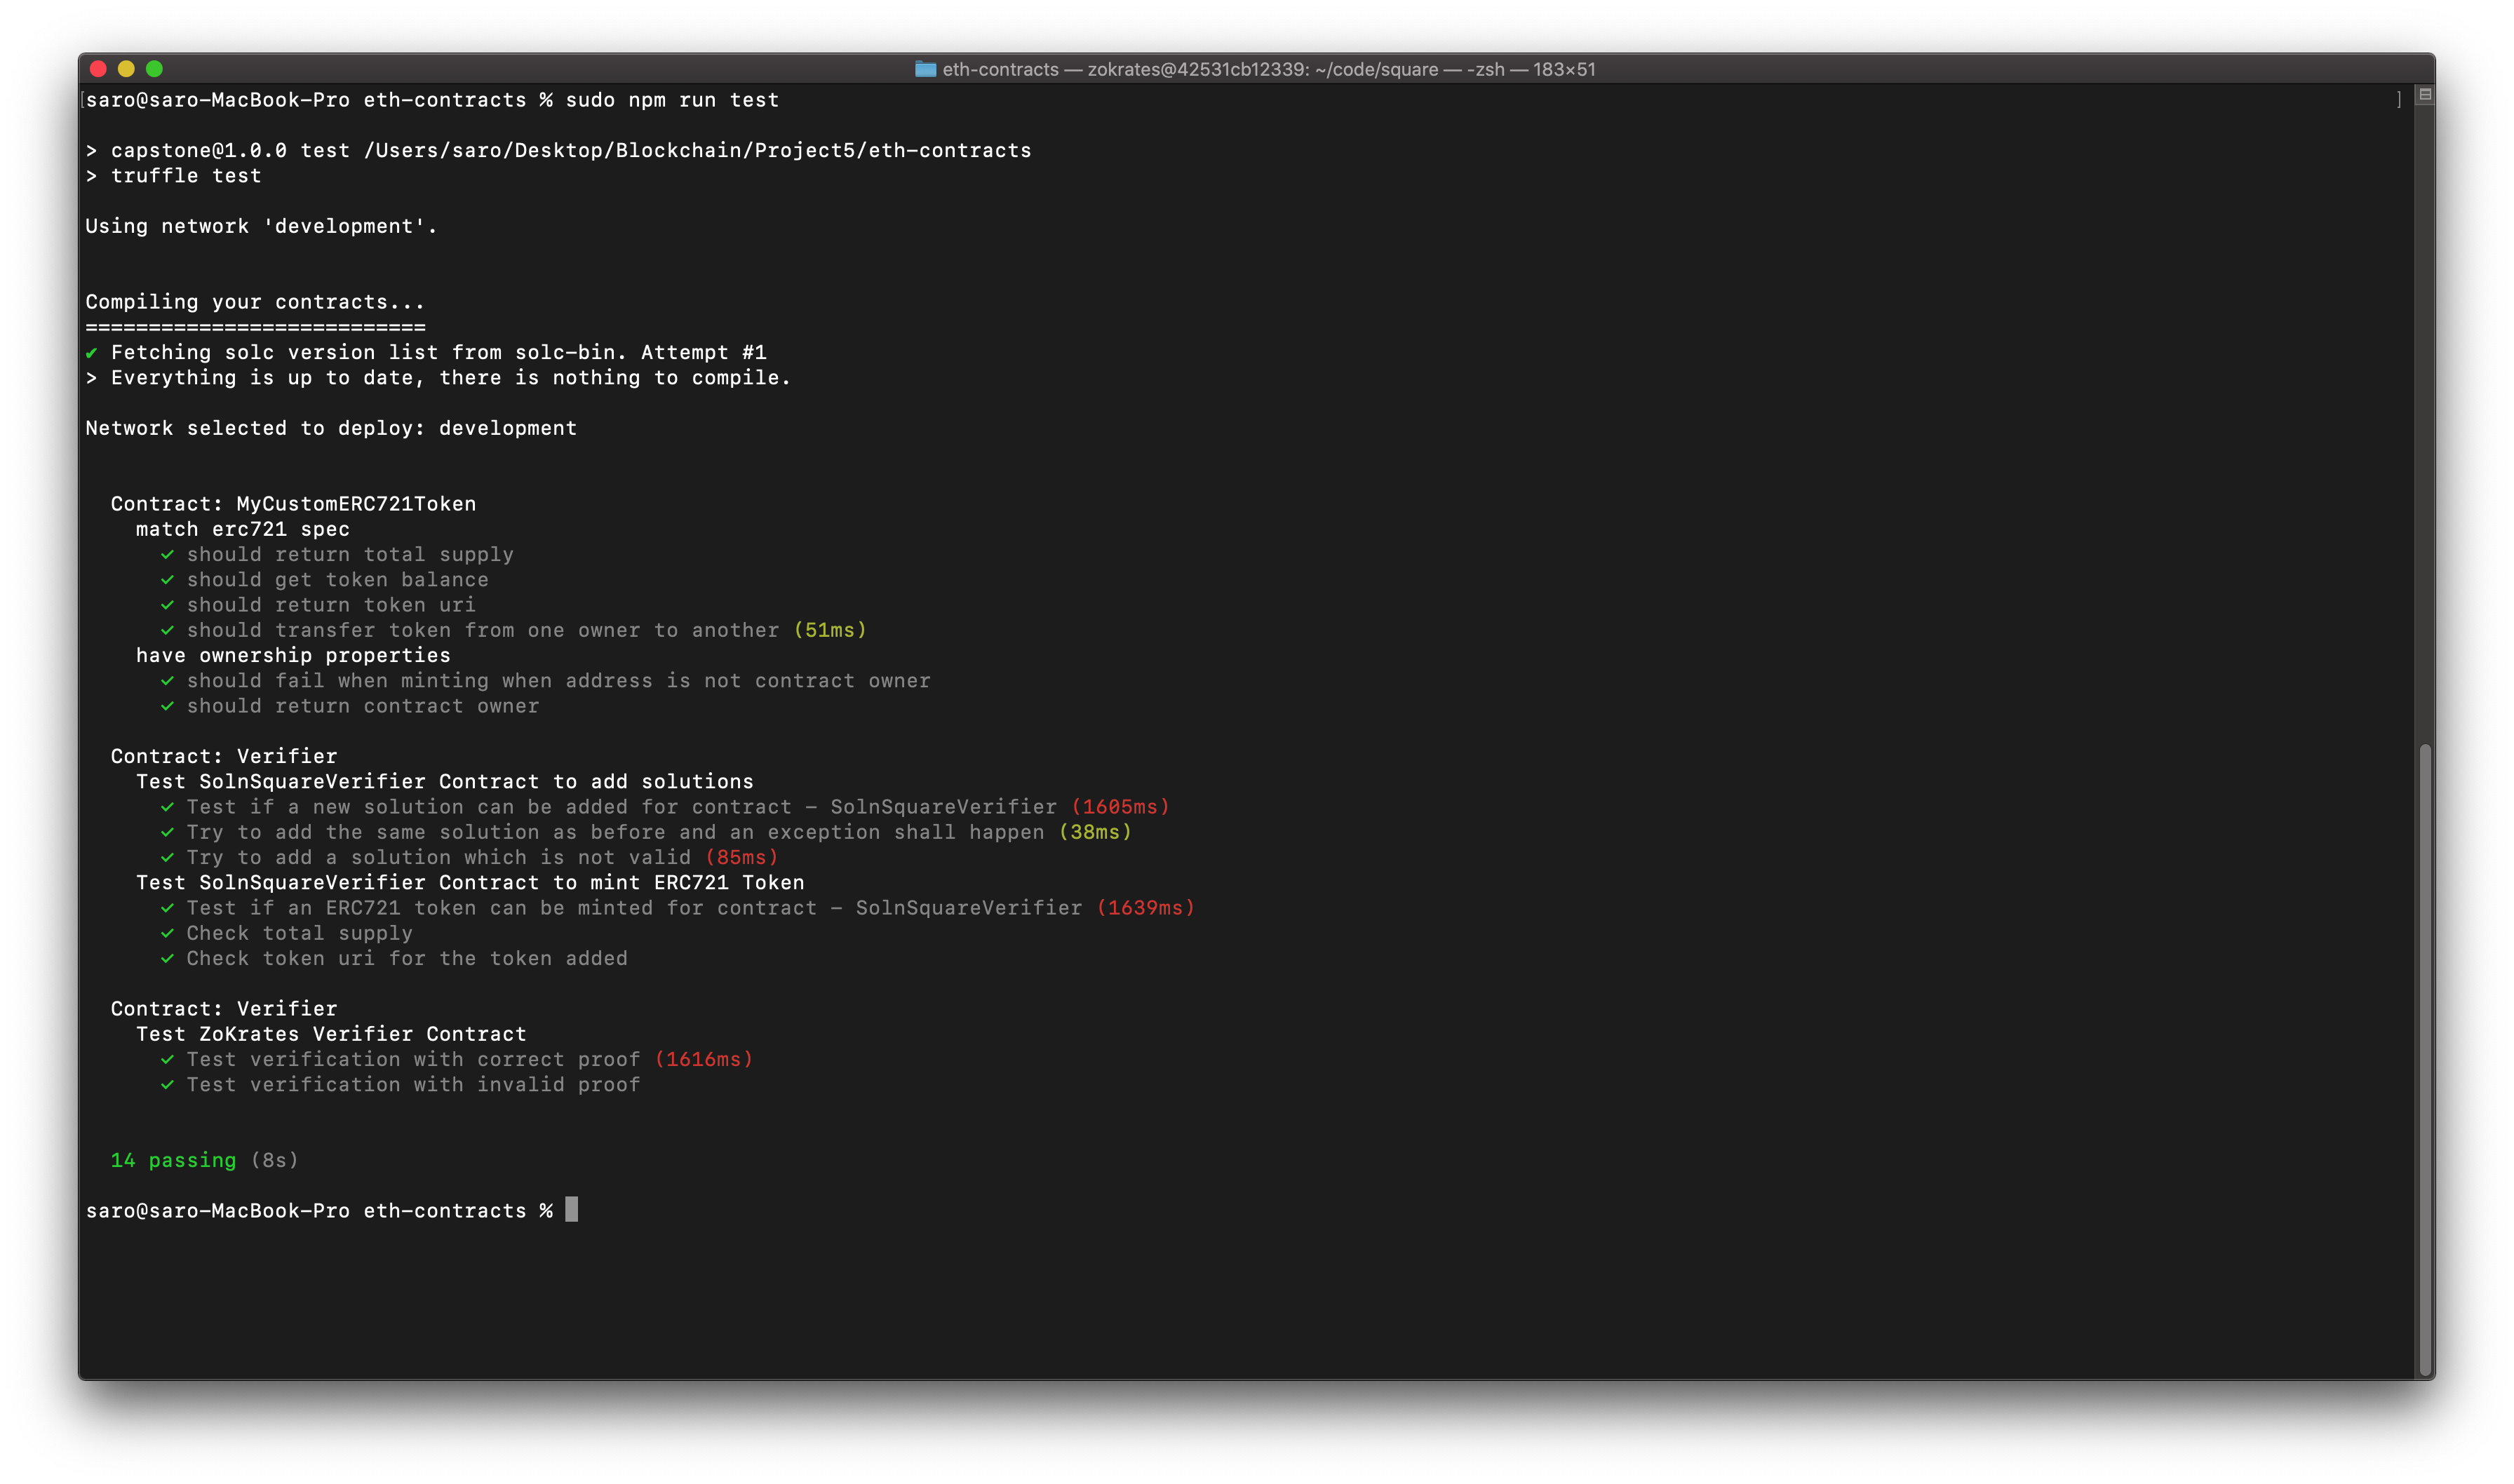 eth-contracts — zokrates@42531cb12339: ~/code/square — -zsh — 183×51
[saro@saro-MacBook-Pro eth-contracts % sudo npm run test ]
> capstone@1.0.0 test /Users/saro/Desktop/Blockchain/Project5/eth-contracts
> truffle test
Using network 'development'.
Compiling your contracts...
===========================
✔ Fetching solc version list from solc-bin. Attempt #1
> Everything is up to date, there is nothing to compile.
Network selected to deploy: development
Contract: MyCustomERC721Token
match erc721 spec
✓ should return total supply
✓ should get token balance
✓ should return token uri
✓ should transfer token from one owner to another (51ms)
have ownership properties
✓ should fail when minting when address is not contract owner
✓ should return contract owner
Contract: Verifier
Test SolnSquareVerifier Contract to add solutions
✓ Test if a new solution can be added for contract - SolnSquareVerifier (1605ms)
✓ Try to add the same solution as before and an exception shall happen (38ms)
✓ Try to add a solution which is not valid (85ms)
Test SolnSquareVerifier Contract to mint ERC721 Token
✓ Test if an ERC721 token can be minted for contract - SolnSquareVerifier (1639ms)
✓ Check total supply
✓ Check token uri for the token added
Contract: Verifier
Test ZoKrates Verifier Contract
✓ Test verification with correct proof (1616ms)
✓ Test verification with invalid proof
14 passing (8s)
saro@saro-MacBook-Pro eth-contracts %